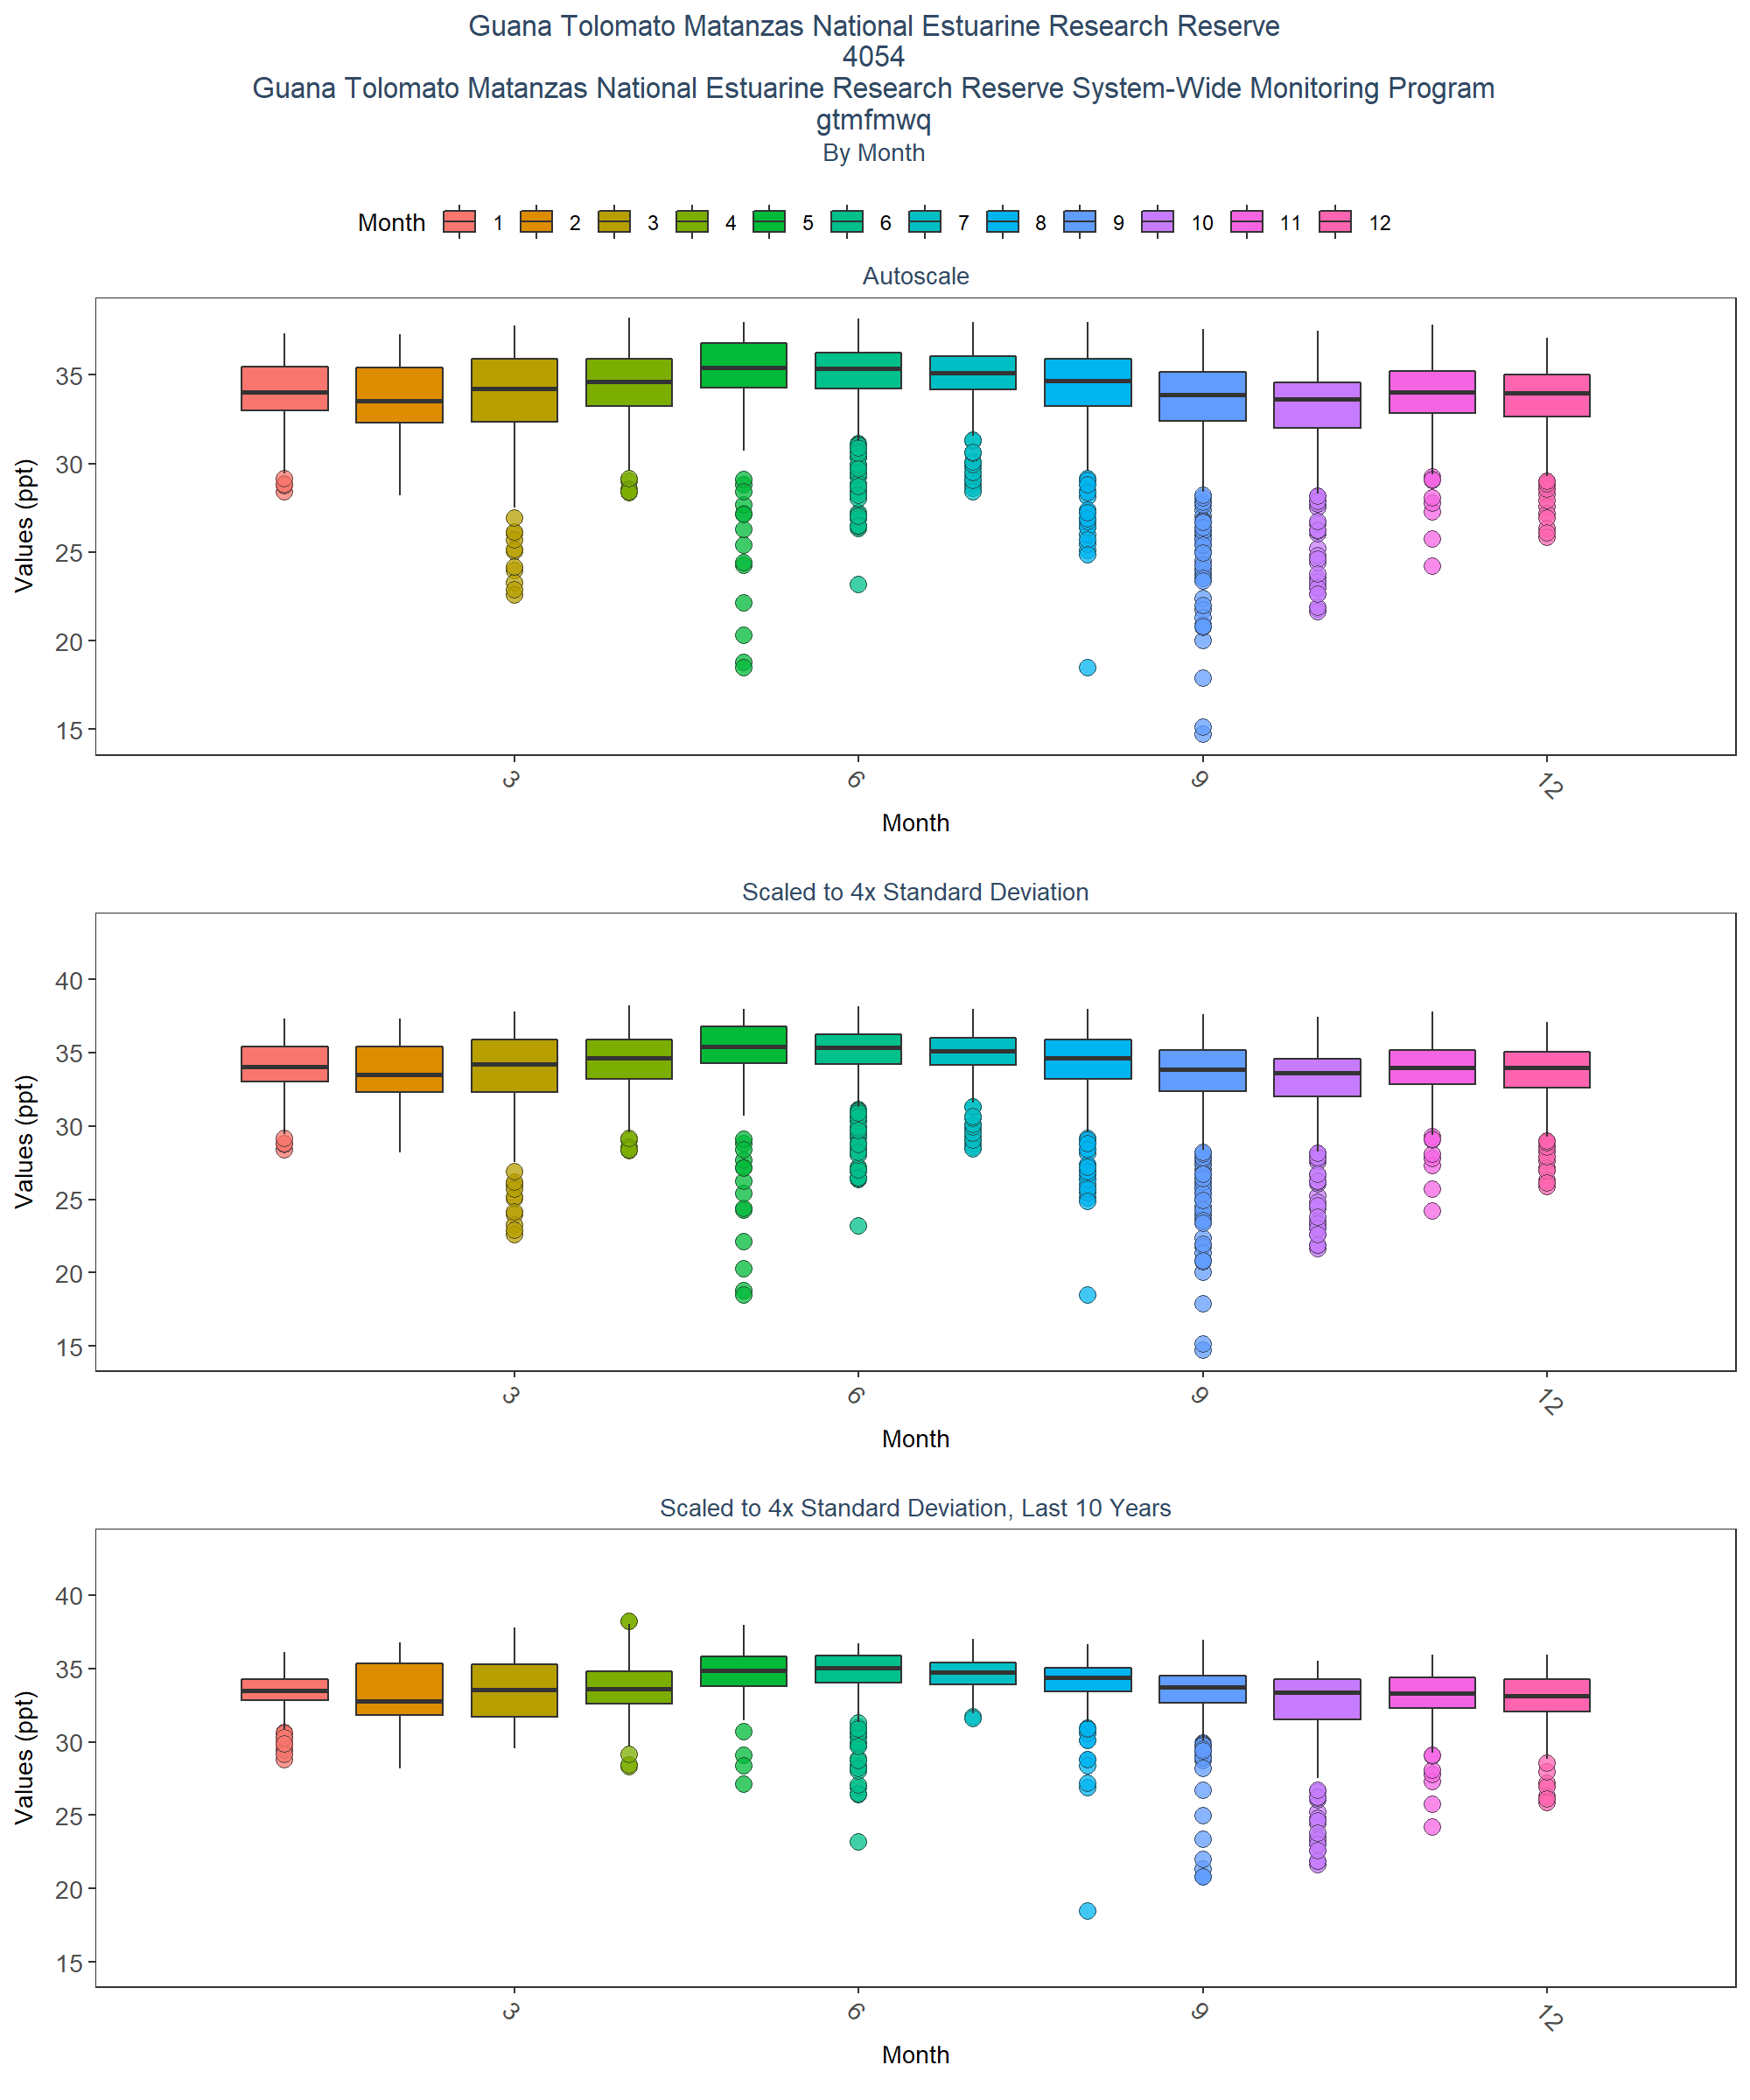 Guana Tolomato Matanzas National Estuarine Research Reserve
4054
Guana Tolomato Matanzas National Estuarine Research Reserve System-Wide Monitoring Program
gtmfmwq
By Month
Month 1 2 3 4 5 6 7 8 9 10 11 12
Autoscale
Values (ppt)
35
30
25
20
15
3 6 9 12
Month
Scaled to 4x Standard Deviation
Values (ppt)
40
35
30
25
20
15
3 6 9 12
Month
Scaled to 4x Standard Deviation, Last 10 Years
Values (ppt)
40
35
30
25
20
15
3 6 9 12
Month